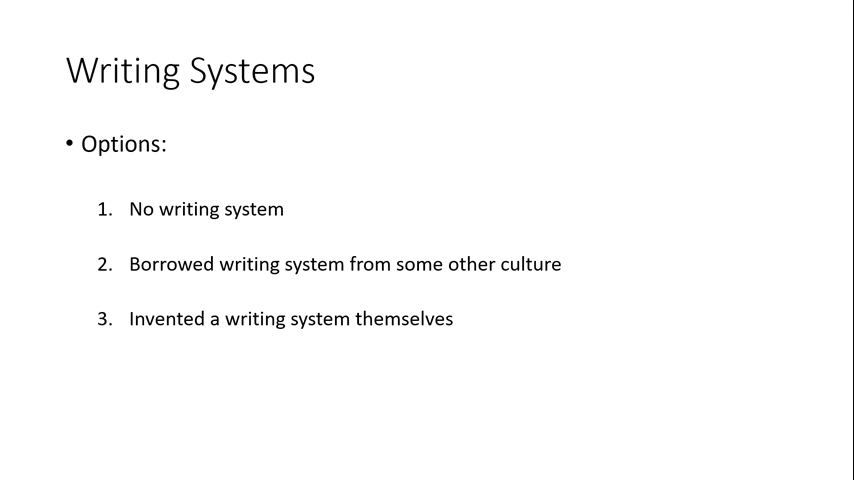 Writing Systems
• Options:
1. No writing system
2. Borrowed writing system from some other culture
3. Invented a writing system themselves